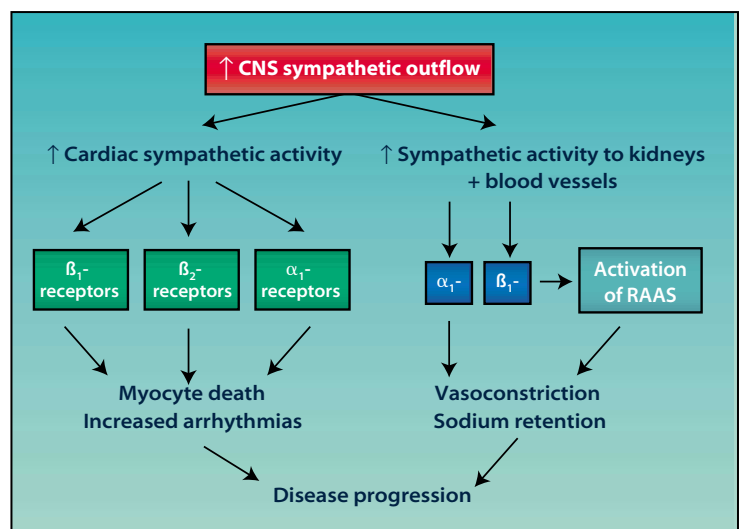 ↑ CNS sympathetic outflow
↑ Cardiac sympathetic activity
↑ Sympathetic activity to kidneys
+ blood vessels
ß₁-
receptors
ß₂-
receptors
α₁-
receptors
α₁-
ß₁-
Activation
of RAAS
Myocyte death
Increased arrhythmias
Vasoconstriction
Sodium retention
Disease progression